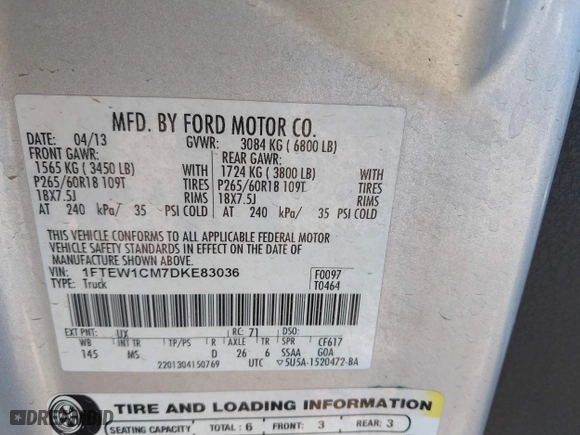 MFD. BY FORD MOTOR CO.
DATE: 04/13 GVWR: 3084 KG ( 6800 LB)
FRONT GAWR: REAR GAWR:
1565 KG ( 3450 LB) WITH 1724 KG ( 3800 LB) WITH
P265/60R18 109T TIRES P265/60R18 109T TIRES
18X7.5J RIMS 18X7.5J RIMS
AT 240 kPa/ 35 PSI COLD AT 240 kPa/ 35 PSI COLD
THIS VEHICLE CONFORMS TO ALL APPLICABLE FEDERAL MOTOR
VEHICLE SAFETY STANDARDS IN EFFECT ON THE DATE OF
MANUFACTURE SHOWN ABOVE.
VIN: 1FTEW1CM7DKE83036 F0097
TYPE: Truck T0464
EXT PNT: UX RC: 71 DSO:
WB INT TR TP/PS R AXLE TR SPR CF617
145 MS D 26 6 SSAA G0A
2201304150769 UTC ▽5U5A-1520472-BA
TIRE AND LOADING INFORMATION
SEATING CAPACITY TOTAL : 6 FRONT: 3 REAR: 3
DREAMBID